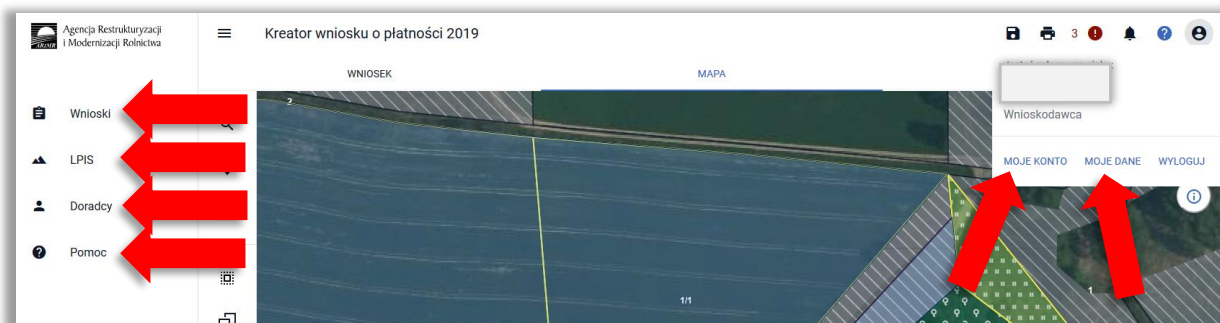 Agencja Restrukturyzacji
i Modernizacji Rolnictwa
ARiMR
Kreator wniosku o płatności 2019
3
WNIOSEK
MAPA
Wnioskodawca
Wnioski
LPIS
Doradcy
Pomoc
MOJE KONTO MOJE DANE WYLOGUJ
2
1/1
1